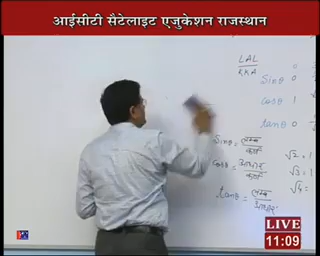 आईसीटी सैटेलाइट एजुकेशन राजस्थान
LAL
KKA
0
Sinθ 0
cosθ 1
tanθ 0
Sinθ = लम्ब/कर्ण
cosθ = आधार/कर्ण
tanθ = लम्ब/आधार
√2 = 1
√3 = 1
√4 =
LIVE
11:09